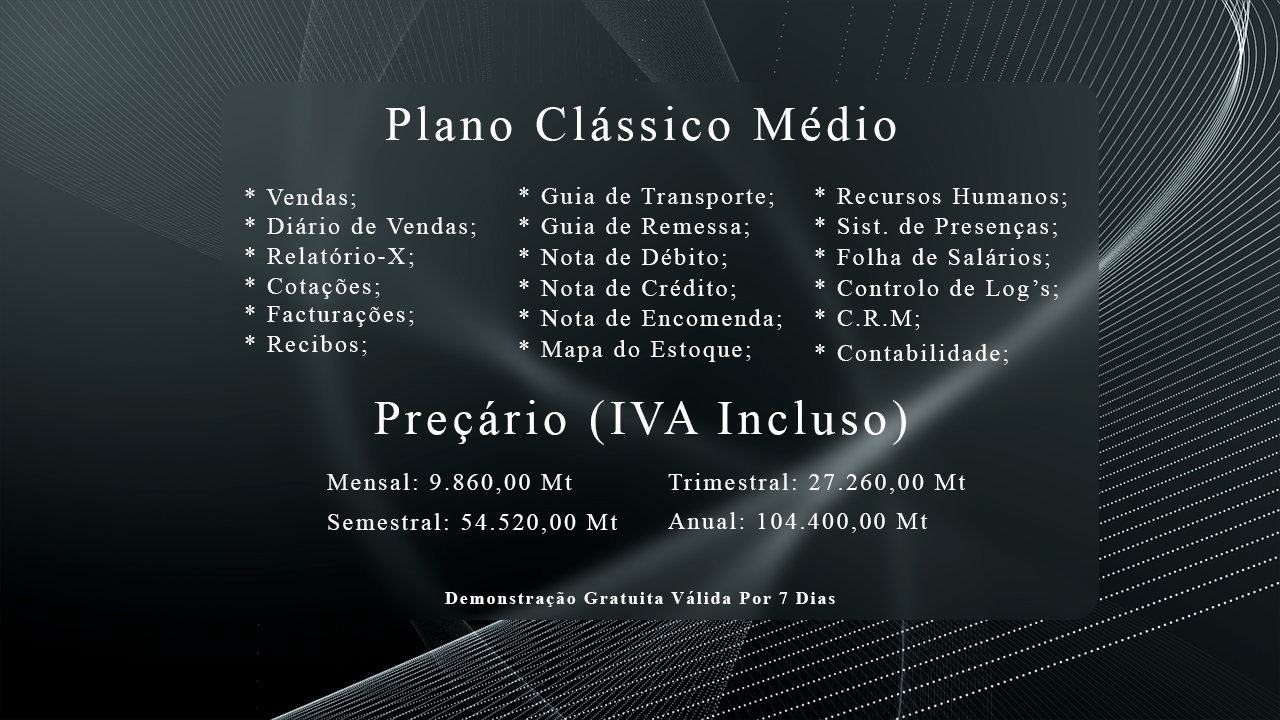 Plano Clássico Médio
* Vendas;
* Diário de Vendas;
* Relatório-X;
* Cotações;
* Facturações;
* Recibos;
* Guia de Transporte;
* Guia de Remessa;
* Nota de Débito;
* Nota de Crédito;
* Nota de Encomenda;
* Mapa do Estoque;
* Recursos Humanos;
* Sist. de Presenças;
* Folha de Salários;
* Controlo de Log’s;
* C.R.M;
* Contabilidade;
Preçário (IVA Incluso)
Mensal: 9.860,00 Mt
Trimestral: 27.260,00 Mt
Semestral: 54.520,00 Mt
Anual: 104.400,00 Mt
Demonstração Gratuita Válida Por 7 Dias